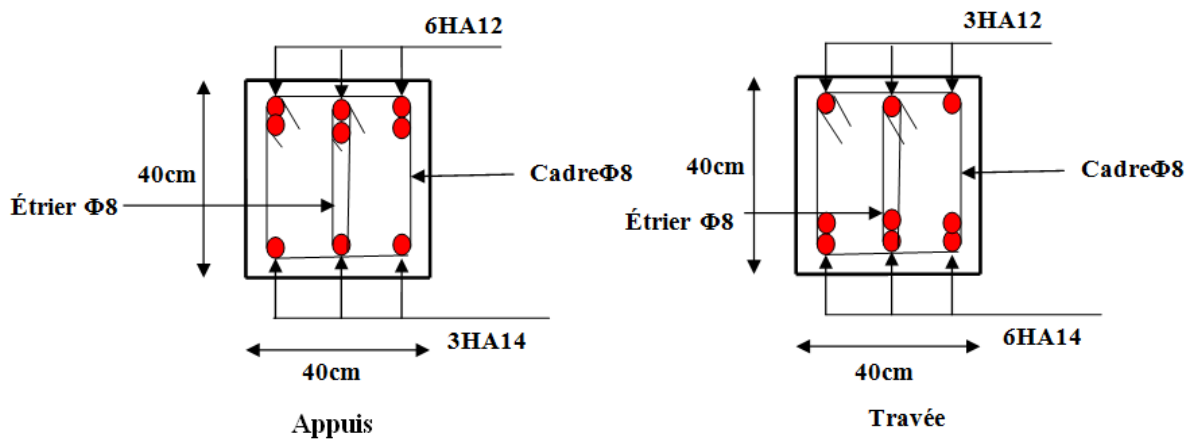 6HA12
40cm
CadreΦ8
Étrier Φ8
3HA14
40cm
Appuis
3HA12
40cm
CadreΦ8
Étrier Φ8
6HA14
40cm
Travée